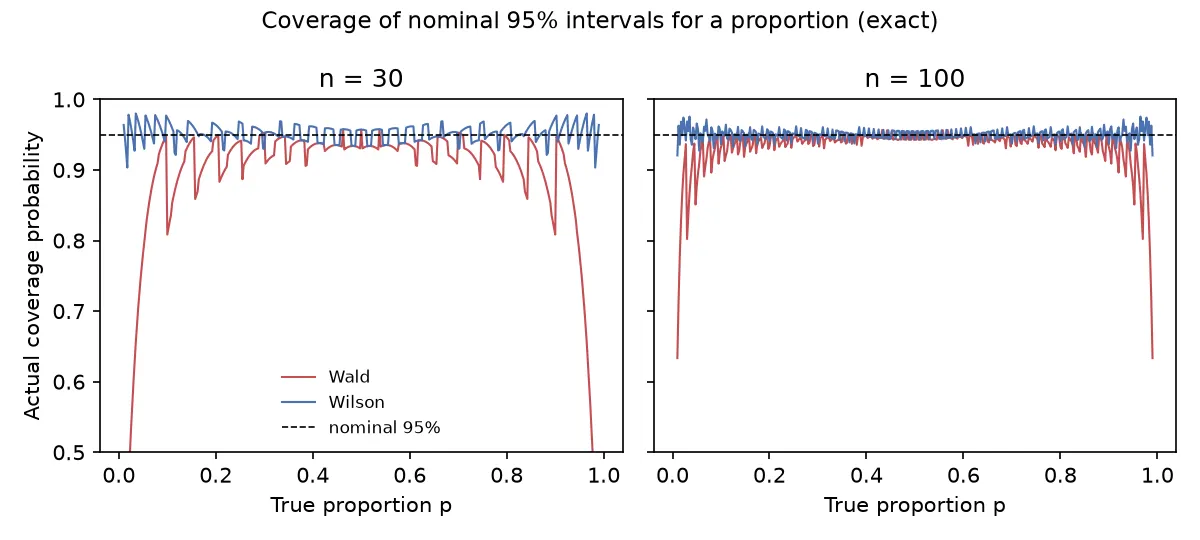 Coverage of nominal 95% intervals for a proportion (exact)
n = 30
n = 100
Actual coverage probability
1.0
0.9
0.8
0.7
0.6
0.5
Wald
Wilson
nominal 95%
0.0 0.2 0.4 0.6 0.8 1.0
0.0 0.2 0.4 0.6 0.8 1.0
True proportion p
True proportion p